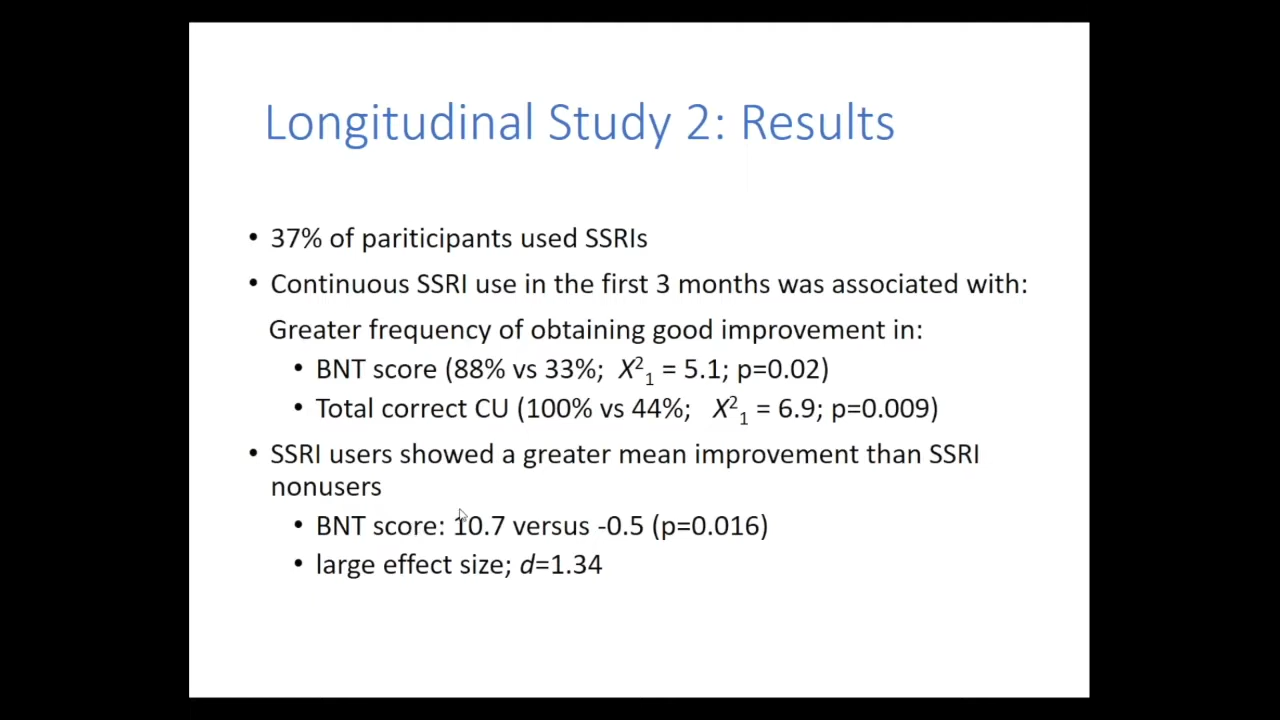 Longitudinal Study 2: Results
• 37% of pariticipants used SSRIs
• Continuous SSRI use in the first 3 months was associated with:
Greater frequency of obtaining good improvement in:
• BNT score (88% vs 33%; X²₁ = 5.1; p=0.02)
• Total correct CU (100% vs 44%; X²₁ = 6.9; p=0.009)
• SSRI users showed a greater mean improvement than SSRI
nonusers
• BNT score: 10.7 versus -0.5 (p=0.016)
• large effect size; d=1.34